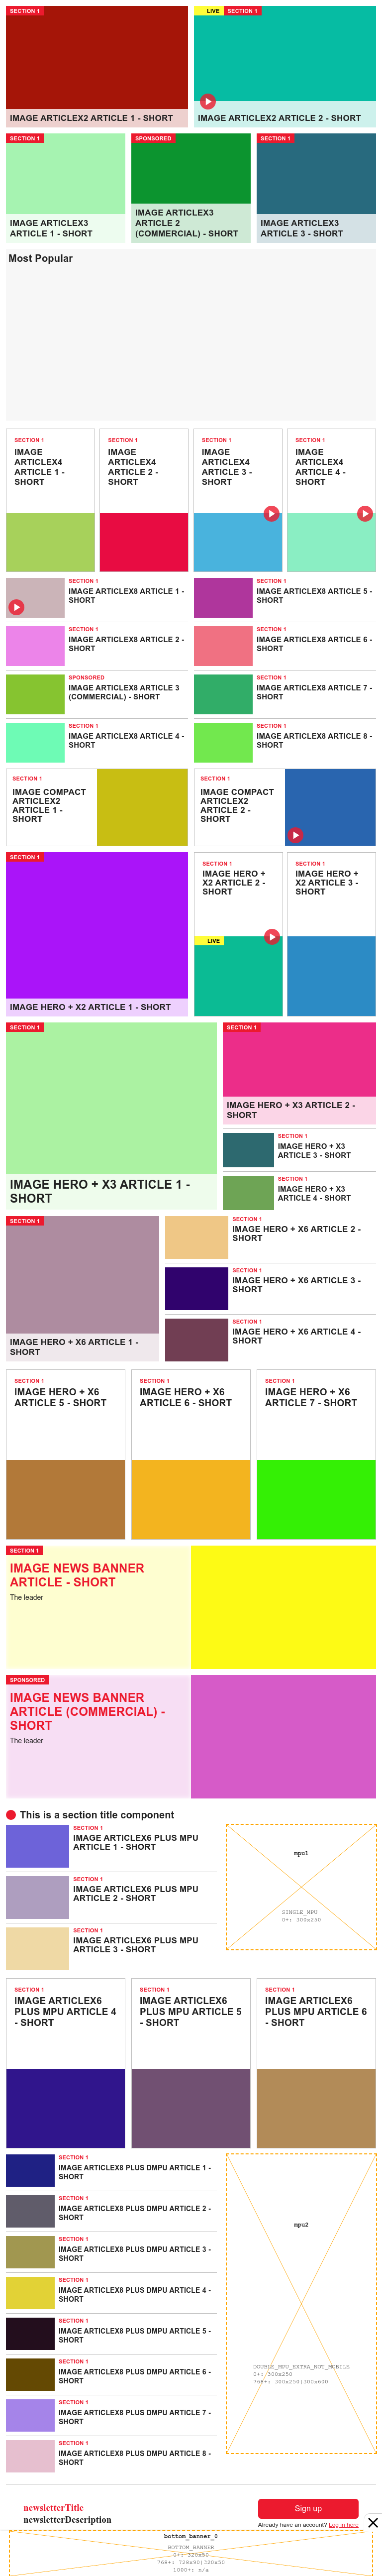 SECTION 1
IMAGE ARTICLEX2 ARTICLE 1 - SHORT
LIVE
SECTION 1
IMAGE ARTICLEX2 ARTICLE 2 - SHORT
SECTION 1
IMAGE ARTICLEX3
ARTICLE 1 - SHORT
SPONSORED
IMAGE ARTICLEX3
ARTICLE 2
(COMMERCIAL) - SHORT
SECTION 1
IMAGE ARTICLEX3
ARTICLE 3 - SHORT
Most Popular
SECTION 1
IMAGE
ARTICLEX4
ARTICLE 1 -
SHORT
SECTION 1
IMAGE
ARTICLEX4
ARTICLE 2 -
SHORT
SECTION 1
IMAGE
ARTICLEX4
ARTICLE 3 -
SHORT
SECTION 1
IMAGE
ARTICLEX4
ARTICLE 4 -
SHORT
SECTION 1
IMAGE ARTICLEX8 ARTICLE 1 -
SHORT
SECTION 1
IMAGE ARTICLEX8 ARTICLE 2 -
SHORT
SPONSORED
IMAGE ARTICLEX8 ARTICLE 3
(COMMERCIAL) - SHORT
SECTION 1
IMAGE ARTICLEX8 ARTICLE 4 -
SHORT
SECTION 1
IMAGE ARTICLEX8 ARTICLE 5 -
SHORT
SECTION 1
IMAGE ARTICLEX8 ARTICLE 6 -
SHORT
SECTION 1
IMAGE ARTICLEX8 ARTICLE 7 -
SHORT
SECTION 1
IMAGE ARTICLEX8 ARTICLE 8 -
SHORT
SECTION 1
IMAGE COMPACT
ARTICLEX2
ARTICLE 1 -
SHORT
SECTION 1
IMAGE COMPACT
ARTICLEX2
ARTICLE 2 -
SHORT
SECTION 1
IMAGE HERO + X2 ARTICLE 1 - SHORT
SECTION 1
IMAGE HERO +
X2 ARTICLE 2 -
SHORT
LIVE
SECTION 1
IMAGE HERO +
X2 ARTICLE 3 -
SHORT
SECTION 1
IMAGE HERO + X3 ARTICLE 1 -
SHORT
SECTION 1
IMAGE HERO + X3 ARTICLE 2 -
SHORT
SECTION 1
IMAGE HERO + X3
ARTICLE 3 - SHORT
SECTION 1
IMAGE HERO + X3
ARTICLE 4 - SHORT
SECTION 1
IMAGE HERO + X6 ARTICLE 1 -
SHORT
SECTION 1
IMAGE HERO + X6 ARTICLE 2 -
SHORT
SECTION 1
IMAGE HERO + X6 ARTICLE 3 -
SHORT
SECTION 1
IMAGE HERO + X6 ARTICLE 4 -
SHORT
SECTION 1
IMAGE HERO + X6
ARTICLE 5 - SHORT
SECTION 1
IMAGE HERO + X6
ARTICLE 6 - SHORT
SECTION 1
IMAGE HERO + X6
ARTICLE 7 - SHORT
SECTION 1
IMAGE NEWS BANNER
ARTICLE - SHORT
The leader
SPONSORED
IMAGE NEWS BANNER
ARTICLE (COMMERCIAL) -
SHORT
The leader
This is a section title component
SECTION 1
IMAGE ARTICLEX6 PLUS MPU
ARTICLE 1 - SHORT
SECTION 1
IMAGE ARTICLEX6 PLUS MPU
ARTICLE 2 - SHORT
SECTION 1
IMAGE ARTICLEX6 PLUS MPU
ARTICLE 3 - SHORT
mpu1
SINGLE_MPU
0+: 300x250
SECTION 1
IMAGE ARTICLEX6
PLUS MPU ARTICLE 4
- SHORT
SECTION 1
IMAGE ARTICLEX6
PLUS MPU ARTICLE 5
- SHORT
SECTION 1
IMAGE ARTICLEX6
PLUS MPU ARTICLE 6
- SHORT
SECTION 1
IMAGE ARTICLEX8 PLUS DMPU ARTICLE 1 -
SHORT
SECTION 1
IMAGE ARTICLEX8 PLUS DMPU ARTICLE 2 -
SHORT
SECTION 1
IMAGE ARTICLEX8 PLUS DMPU ARTICLE 3 -
SHORT
SECTION 1
IMAGE ARTICLEX8 PLUS DMPU ARTICLE 4 -
SHORT
SECTION 1
IMAGE ARTICLEX8 PLUS DMPU ARTICLE 5 -
SHORT
SECTION 1
IMAGE ARTICLEX8 PLUS DMPU ARTICLE 6 -
SHORT
SECTION 1
IMAGE ARTICLEX8 PLUS DMPU ARTICLE 7 -
SHORT
SECTION 1
IMAGE ARTICLEX8 PLUS DMPU ARTICLE 8 -
SHORT
mpu2
DOUBLE_MPU_EXTRA_NOT_MOBILE
0+: 300x250
768+: 300x250|300x600
newsletterTitle
newsletterDescription
Sign up
Already have an account? Log in here
bottom_banner_0
BOTTOM_BANNER
0+: 320x50
768+: 728x90|320x50
1000+: n/a